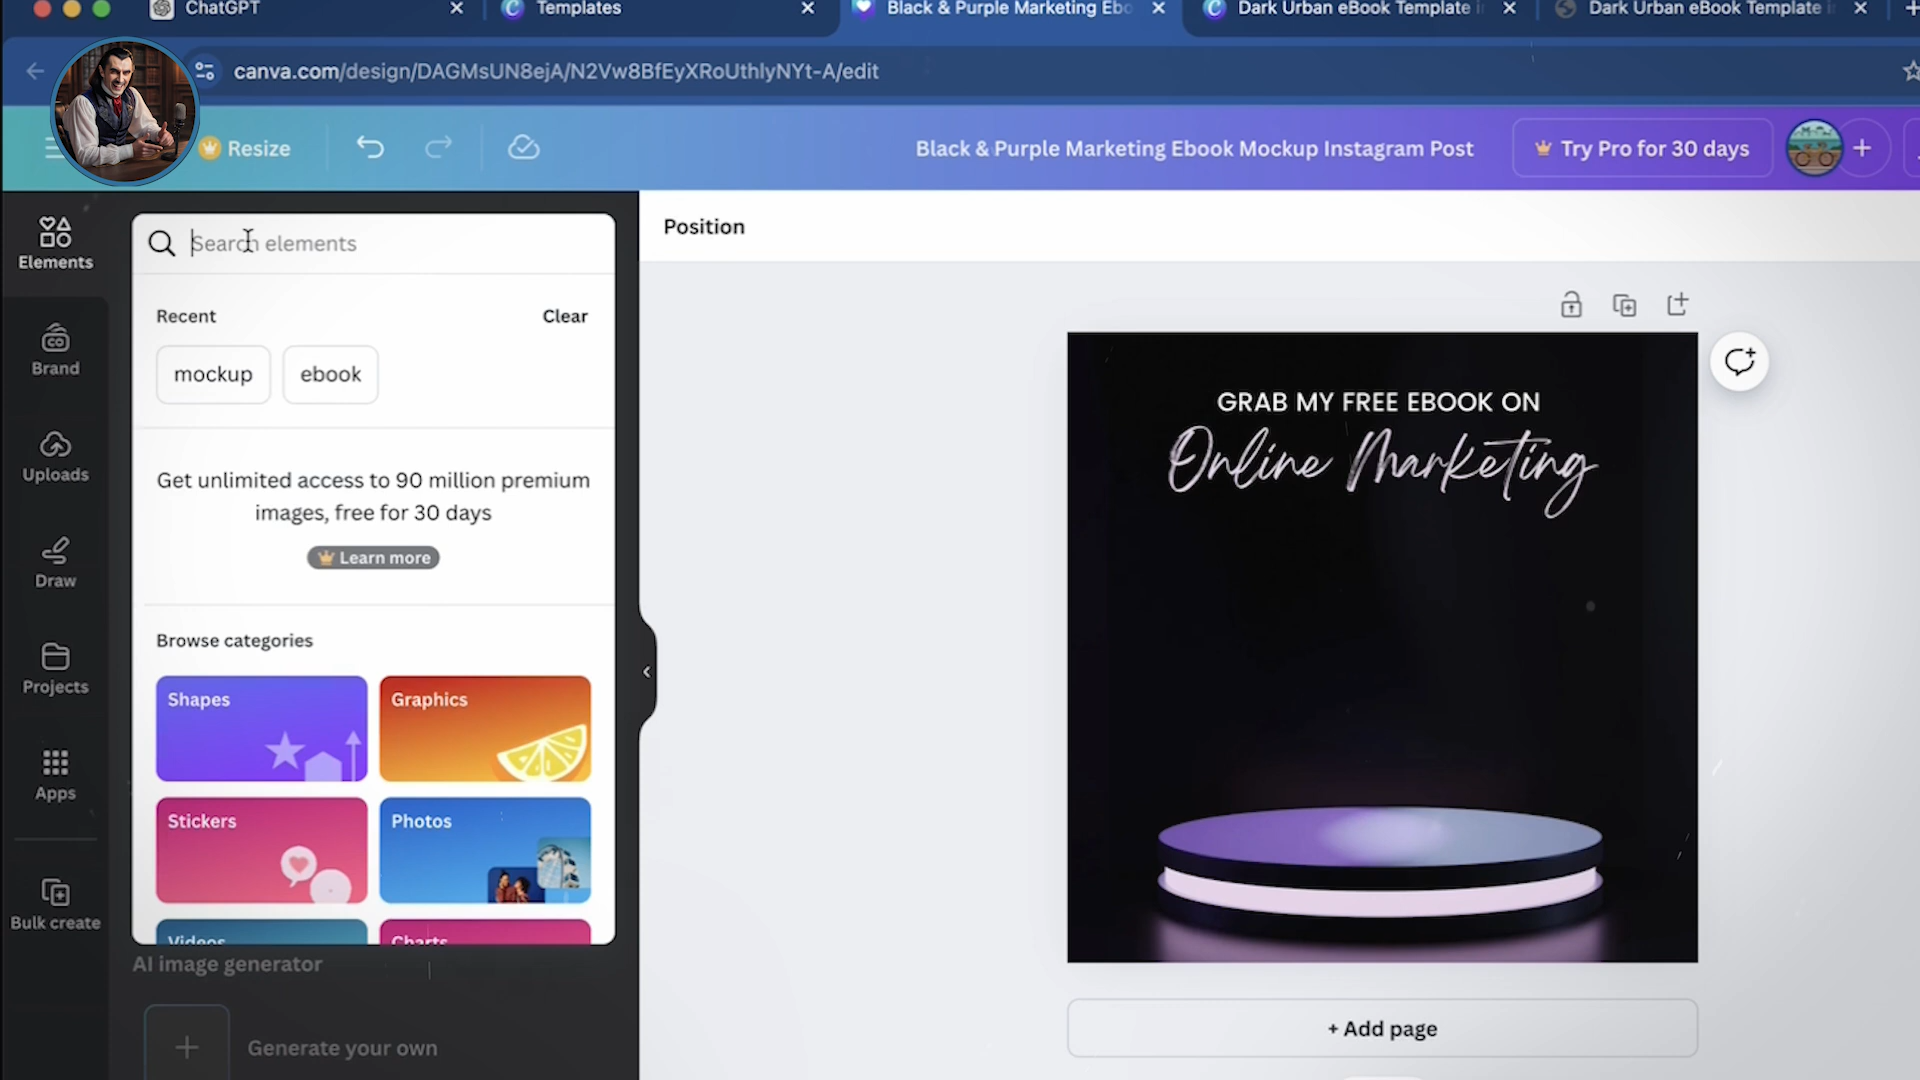 ChatGPT
Templates
Black & Purple Marketing Ebo
Dark Urban eBook Template i
Dark Urban eBook Template i
canva.com/design/DAGMsUN8ejA/N2Vw8BfEyXRoUthlyNYt-A/edit
Resize
Black & Purple Marketing Ebook Mockup Instagram Post
Try Pro for 30 days
Elements
Brand
Uploads
Draw
Projects
Apps
Bulk create
Search elements
Recent
Clear
mockup
ebook
Get unlimited access to 90 million premium
images, free for 30 days
Learn more
Browse categories
Shapes
Graphics
Stickers
Photos
Videos
Charts
AI image generator
Generate your own
Position
GRAB MY FREE EBOOK ON
Online Marketing
+ Add page